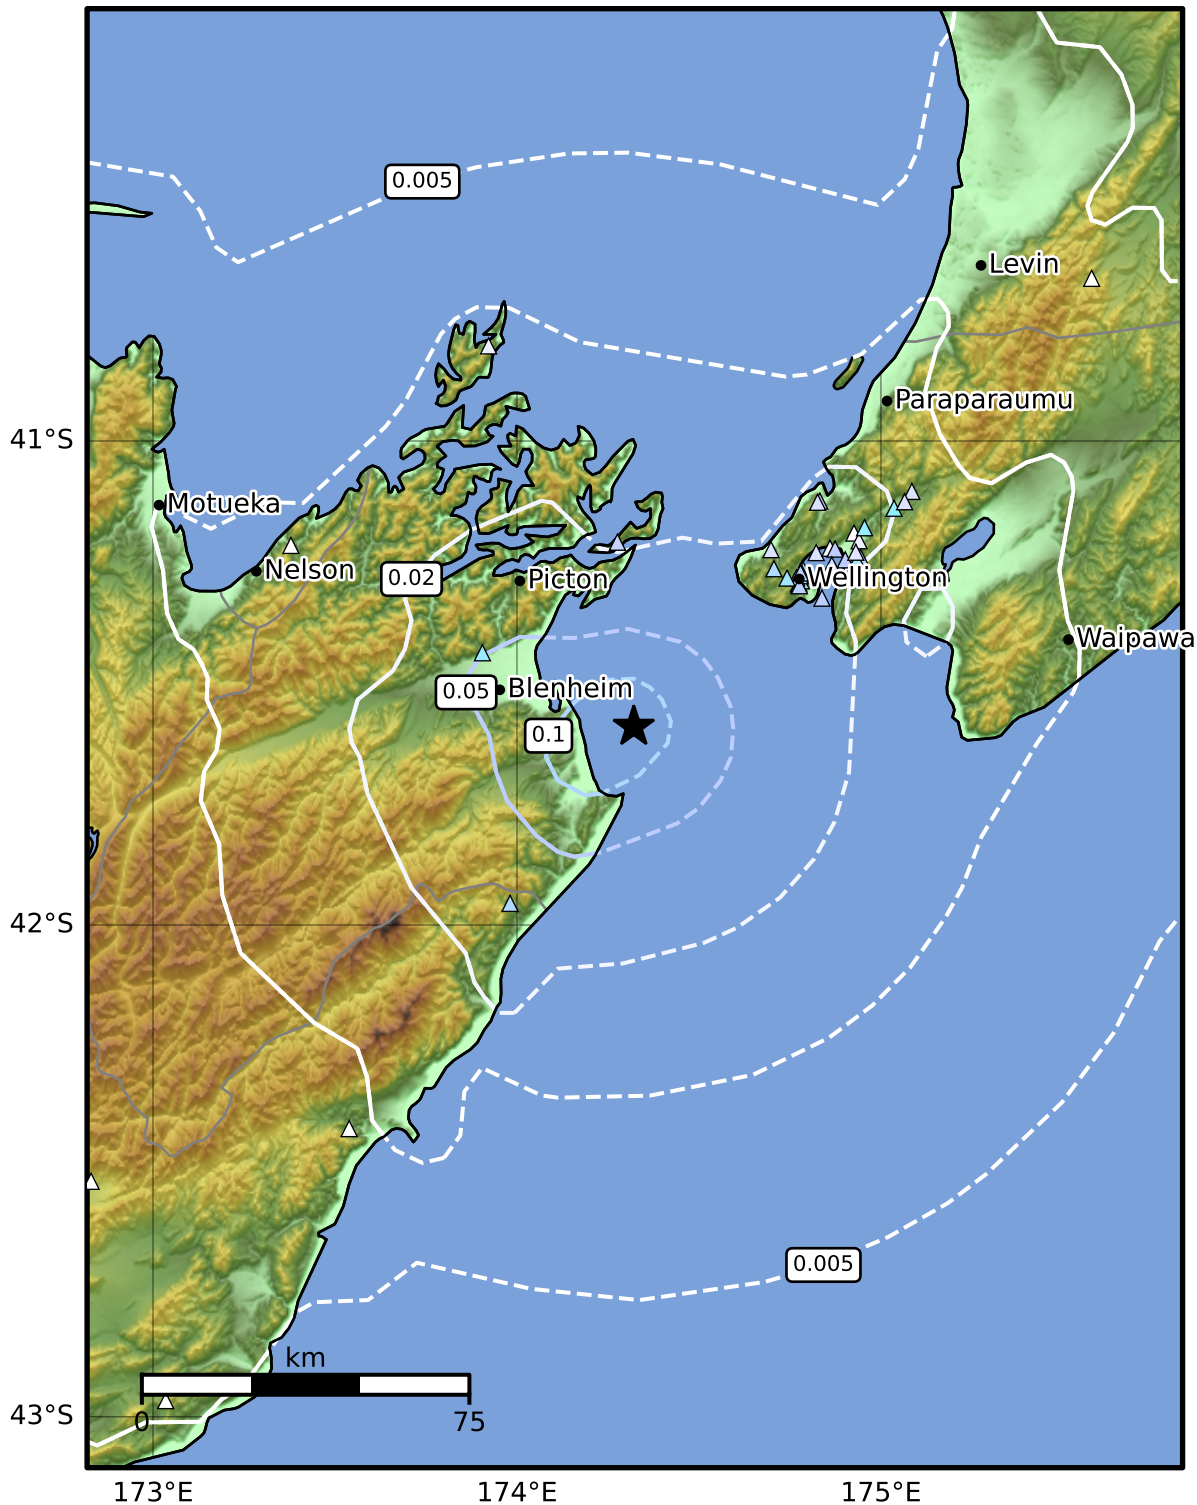 0.005
Levin
Paraparaumu
41°S
Motueka
Nelson
0.02
Picton
Wellington
Waipawa
0.05
Blenheim
0.1
42°S
0.005
km
0
75
43°S
173°E
174°E
175°E